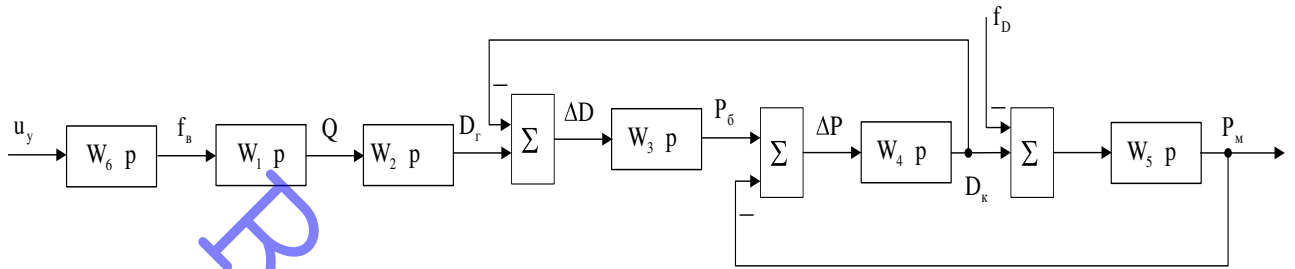 f_D
−
ΔD
P_б
−
u_y
f_в
Q
D_г
ΔP
P_м
W_6 p
W_1 p
W_2 p
Σ
W_3 p
Σ
W_4 p
Σ
W_5 p
D_к
−
−
R